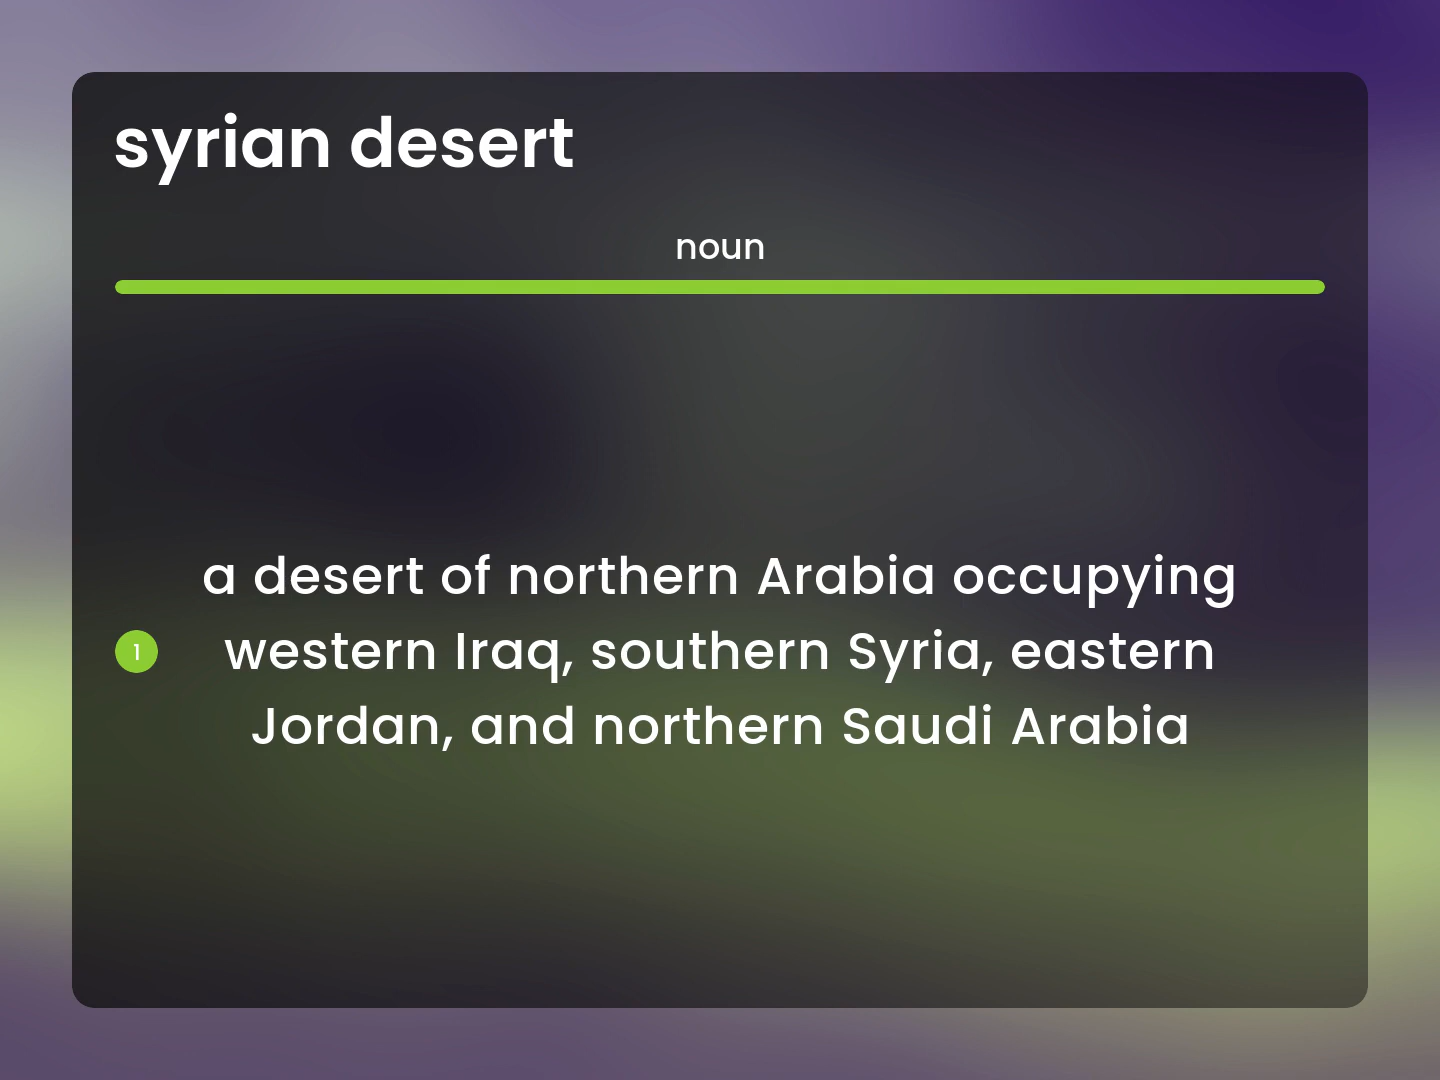 syrian desert
noun
a desert of northern Arabia occupying
1 western Iraq, southern Syria, eastern
Jordan, and northern Saudi Arabia